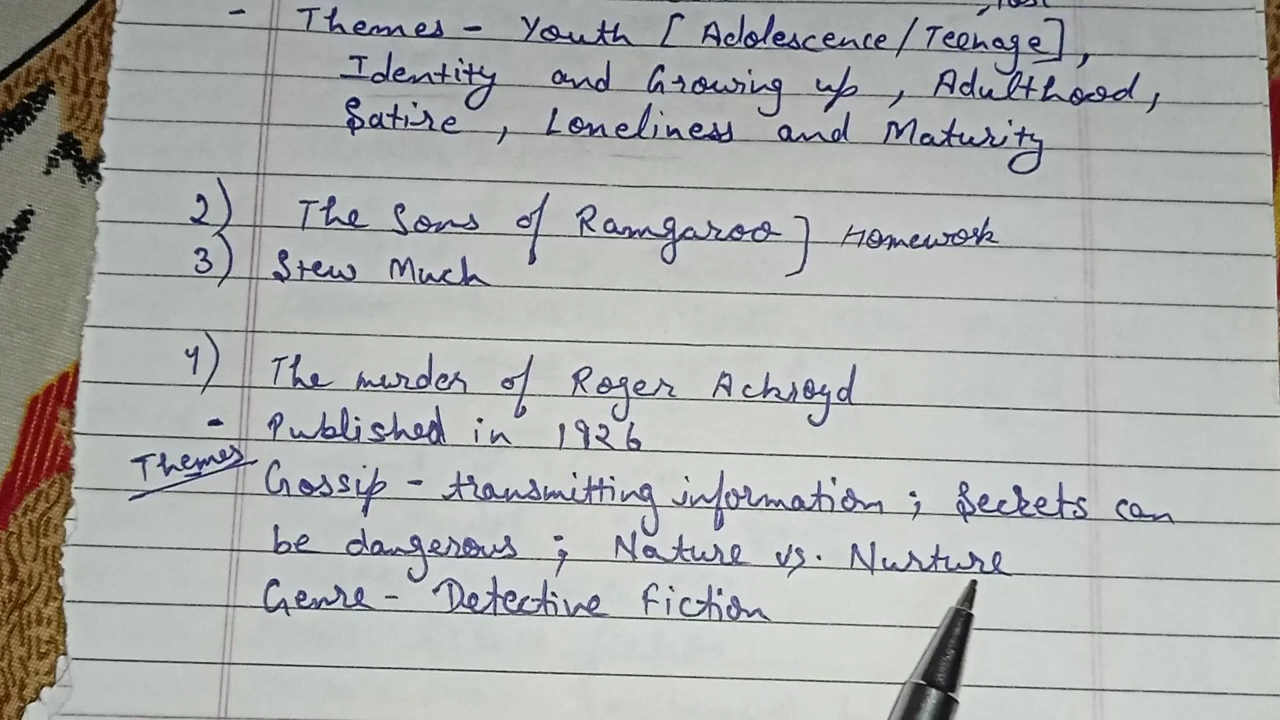 - Themes - Youth [Adolescence/Teenage],
Identity and Growing up, Adulthood,
Satire, Loneliness and Maturity
2) The Sons of Ramgaroo ] Homework
3) Stew Much
4) The murder of Roger Ackroyd
- Published in 1926
Themes Gossip - transmitting information; Secrets can
be dangerous; Nature vs. Nurture
Genre - Detective fiction